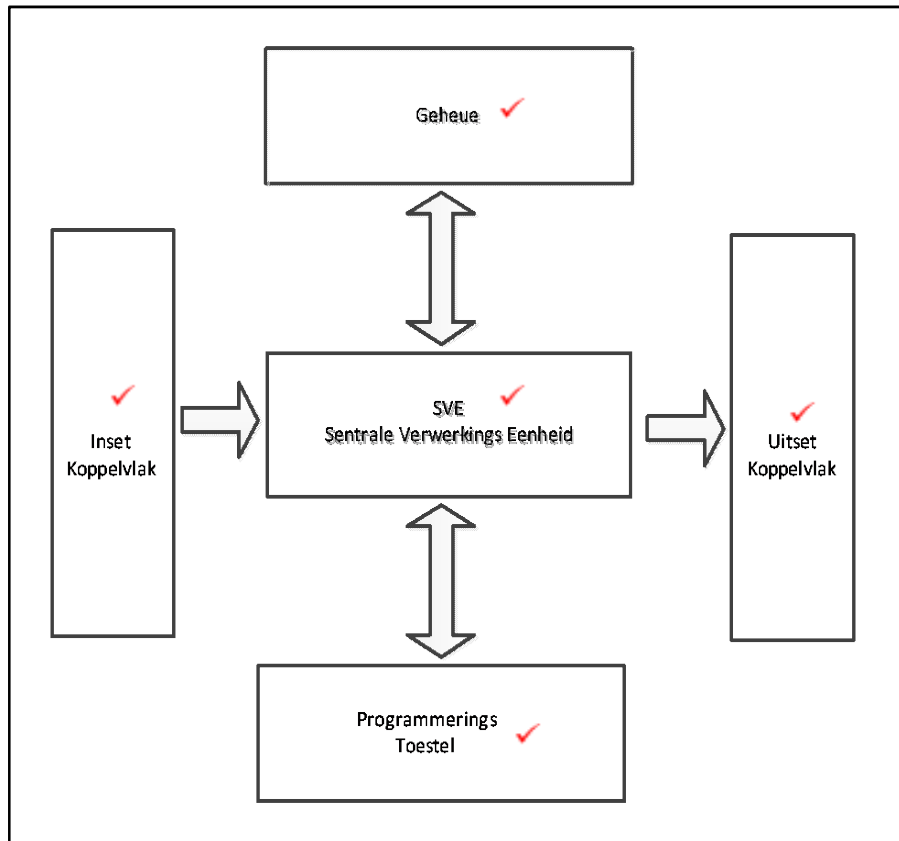 Geheue
SVE
Sentrale Verwerkings Eenheid
Inset
Koppelvlak
Uitset
Koppelvlak
Programmerings
Toestel